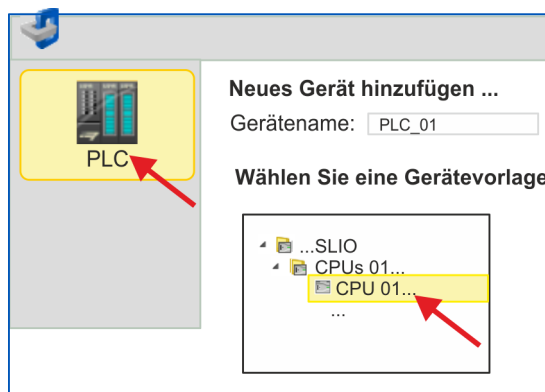 PLC
Neues Gerät hinzufügen ...
Gerätename: PLC_01
Wählen Sie eine Gerätevorlage
...SLIO
CPUs 01...
CPU 01...
...